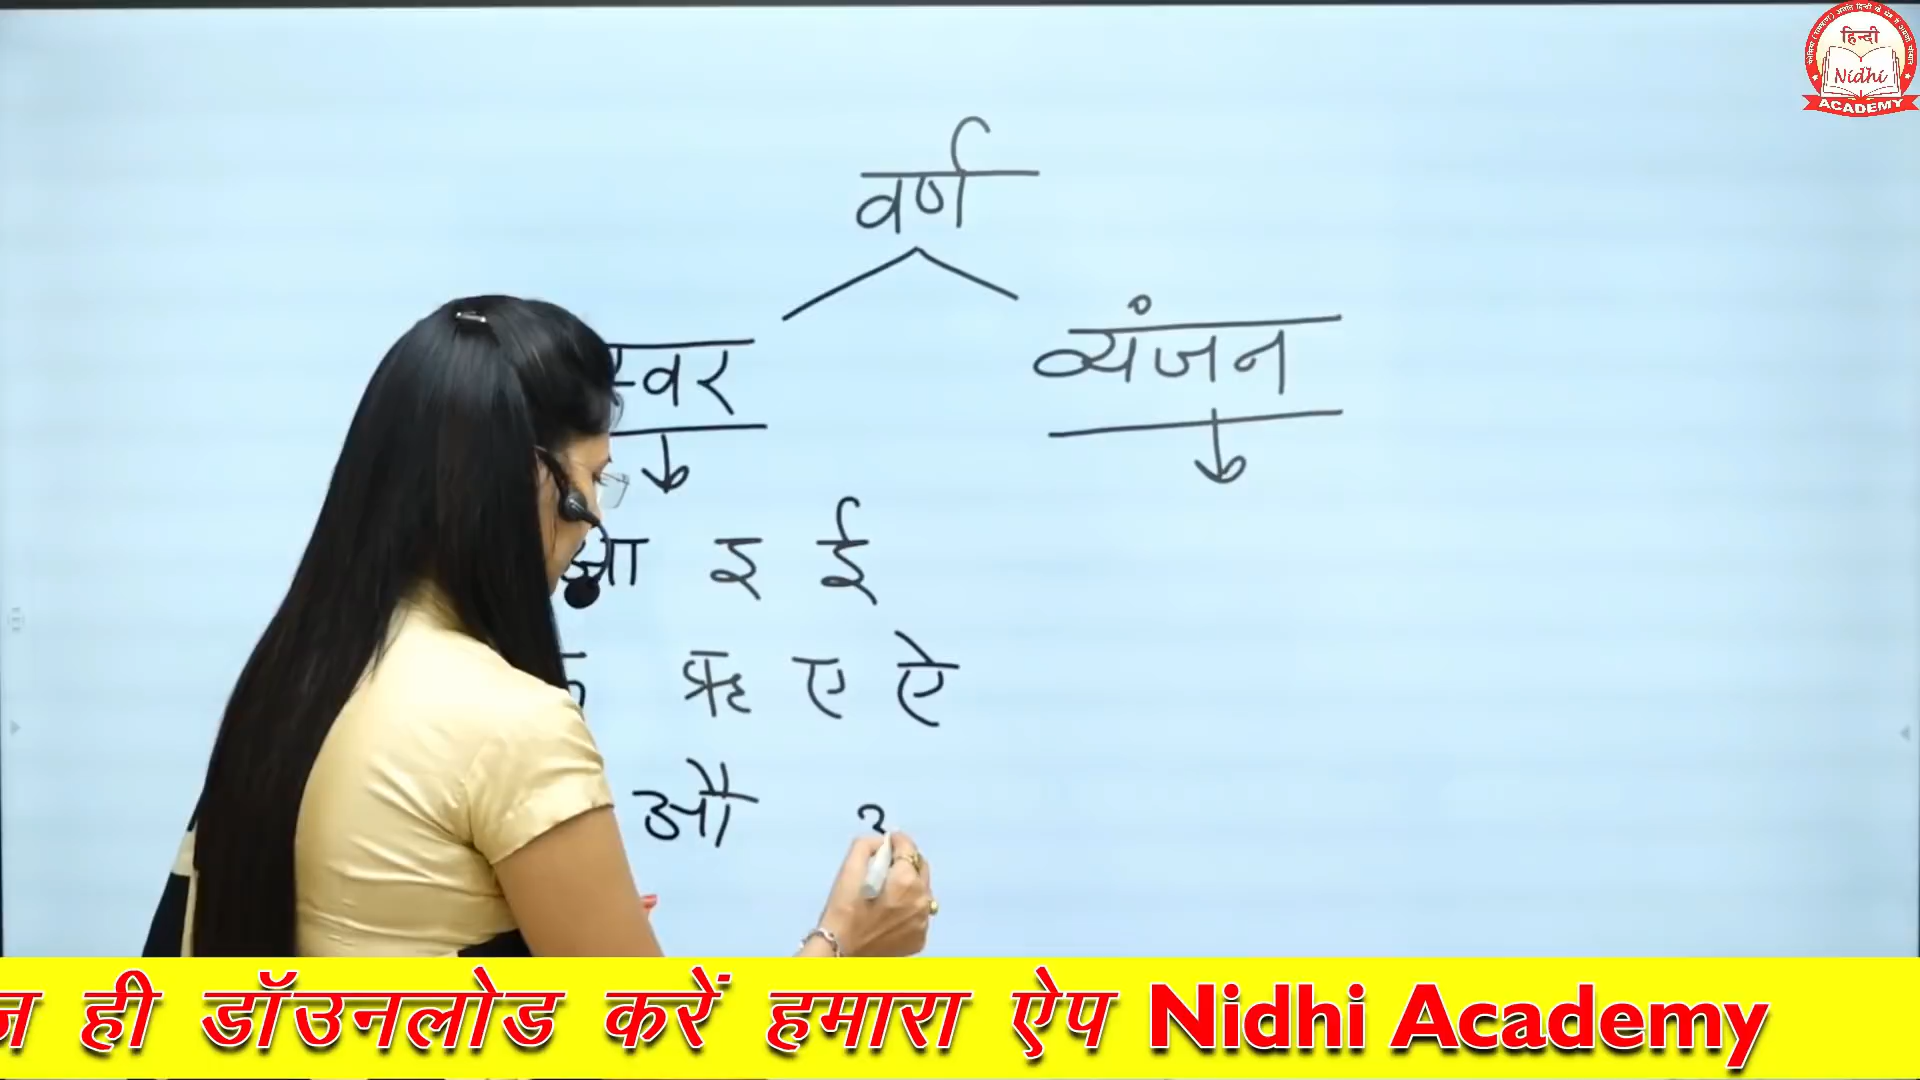 हिन्दी
Nidhi
ACADEMY
वर्ण
स्वर
व्यंजन
आ इ ई
ऋ ए ऐ
औ
ही डॉउनलोड करें हमारा ऐप Nidhi Academy